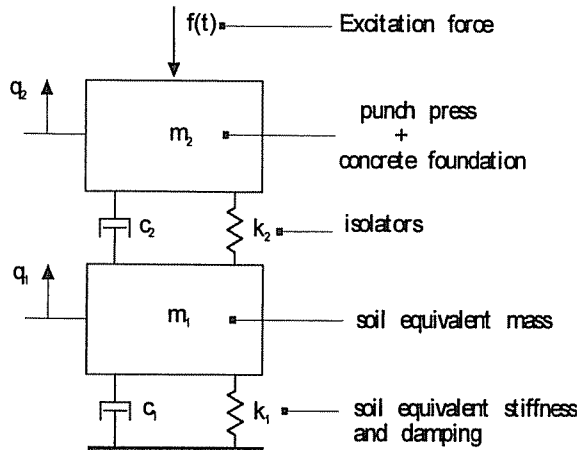 f(t) Excitation force
q₂
m₂
punch press
+
concrete foundation
c₂
k₂ isolators
q₁
m₁ soil equivalent mass
c₁
k₁ soil equivalent stiffness
and damping